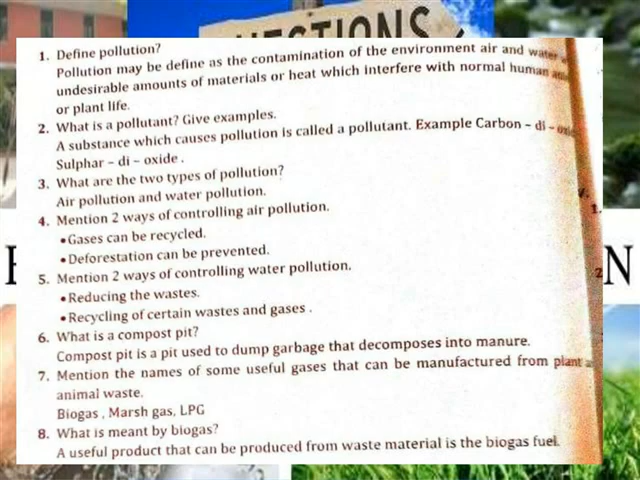 QUESTIONS
1. Define pollution?
Pollution may be define as the contamination of the environment air and water
undesirable amounts of materials or heat which interfere with normal human
or plant life.
2. What is a pollutant? Give examples.
A substance which causes pollution is called a pollutant. Example Carbon – di –
Sulphar – di – oxide .
3. What are the two types of pollution?
Air pollution and water pollution.
4. Mention 2 ways of controlling air pollution.
•Gases can be recycled.
•Deforestation can be prevented.
5. Mention 2 ways of controlling water pollution.
•Reducing the wastes.
•Recycling of certain wastes and gases .
6. What is a compost pit?
Compost pit is a pit used to dump garbage that decomposes into manure.
7. Mention the names of some useful gases that can be manufactured from plant
animal waste.
Biogas , Marsh gas, LPG
8. What is meant by biogas?
A useful product that can be produced from waste material is the biogas fuel.
V.
1.
2
N